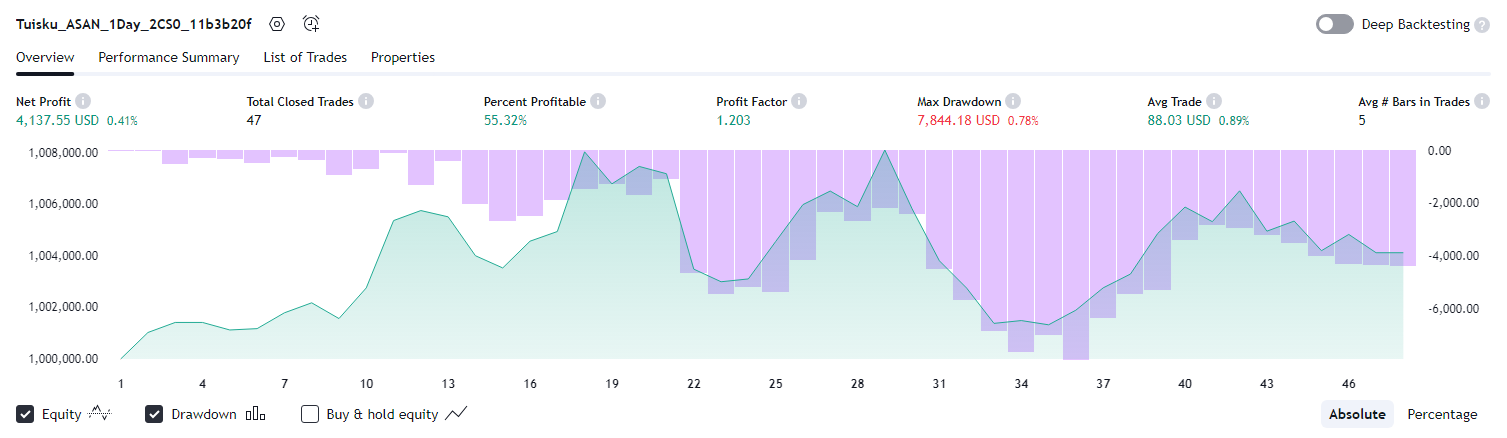 Tuisku_ASAN_1Day_2CS0_11b3b20f Deep Backtesting ?
Overview Performance Summary List of Trades Properties
Net Profit i Total Closed Trades i Percent Profitable i Profit Factor i Max Drawdown i Avg Trade i Avg # Bars in Trades i
4,137.55 USD 0.41% 47 55.32% 1.203 7,844.18 USD 0.78% 88.03 USD 0.89% 5
1,008,000.00 0.00
1,006,000.00 -2,000.00
1,004,000.00 -4,000.00
1,002,000.00 -6,000.00
1,000,000.00
1 4 7 10 13 16 19 22 25 28 31 34 37 40 43 46
Equity Drawdown Buy & hold equity Absolute Percentage